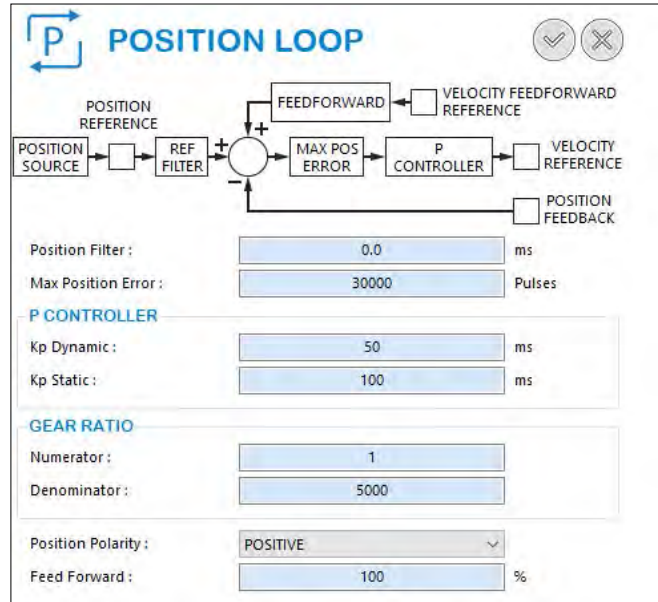 P
POSITION LOOP
FEEDFORWARD
VELOCITY FEEDFORWARD
REFERENCE
POSITION
REFERENCE
POSITION
SOURCE
REF
FILTER
+
+
−
MAX POS
ERROR
P
CONTROLLER
VELOCITY
REFERENCE
POSITION
FEEDBACK
Position Filter : 0.0 ms
Max Position Error : 30000 Pulses
P CONTROLLER
Kp Dynamic : 50 ms
Kp Static : 100 ms
GEAR RATIO
Numerator : 1
Denominator : 5000
Position Polarity : POSITIVE
Feed Forward : 100 %